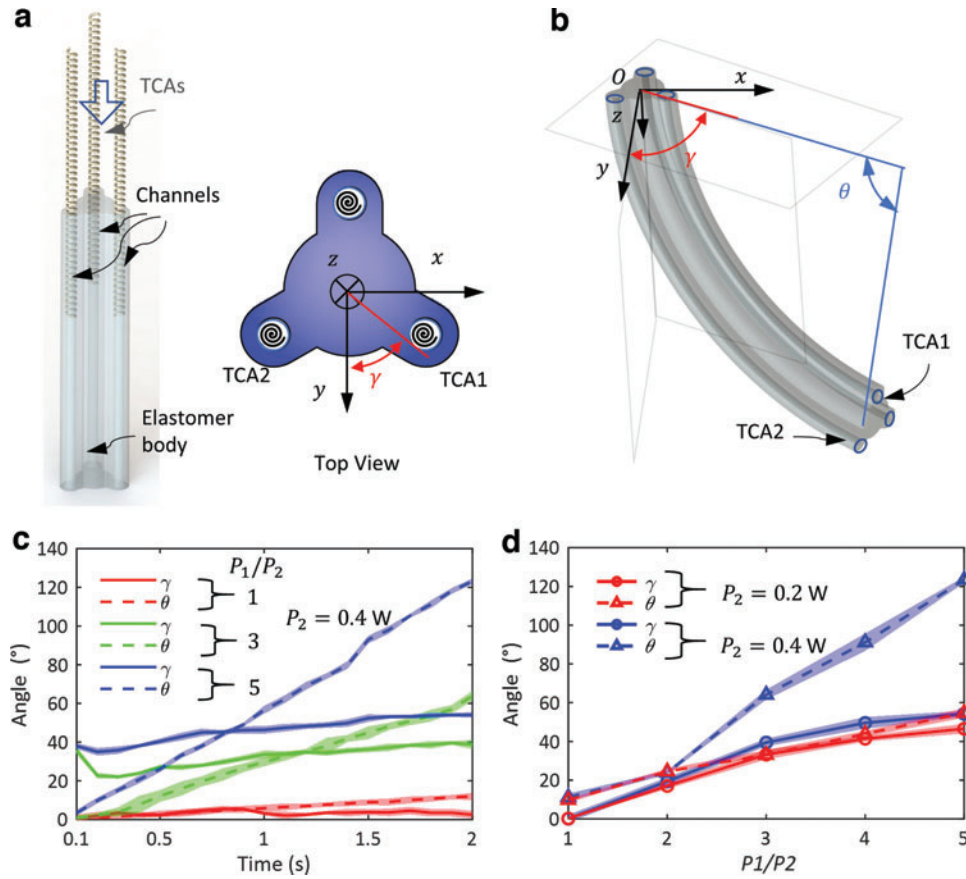 a
TCAs
Channels
Elastomer
body
z
x
y
γ
TCA2
TCA1
Top View
b
O
x
z
y
γ
θ
TCA1
TCA2
c
140
120
100
80
60
40
20
0
Angle (°)
0.1
0.5
1
1.5
2
Time (s)
P₁/P₂
γ
θ
1
γ
θ
3
γ
θ
5
P₂ = 0.4 W
d
140
120
100
80
60
40
20
0
Angle (°)
1
2
3
4
5
P1/P2
γ
θ
P₂ = 0.2 W
γ
θ
P₂ = 0.4 W